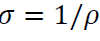 σ = 1/ρ